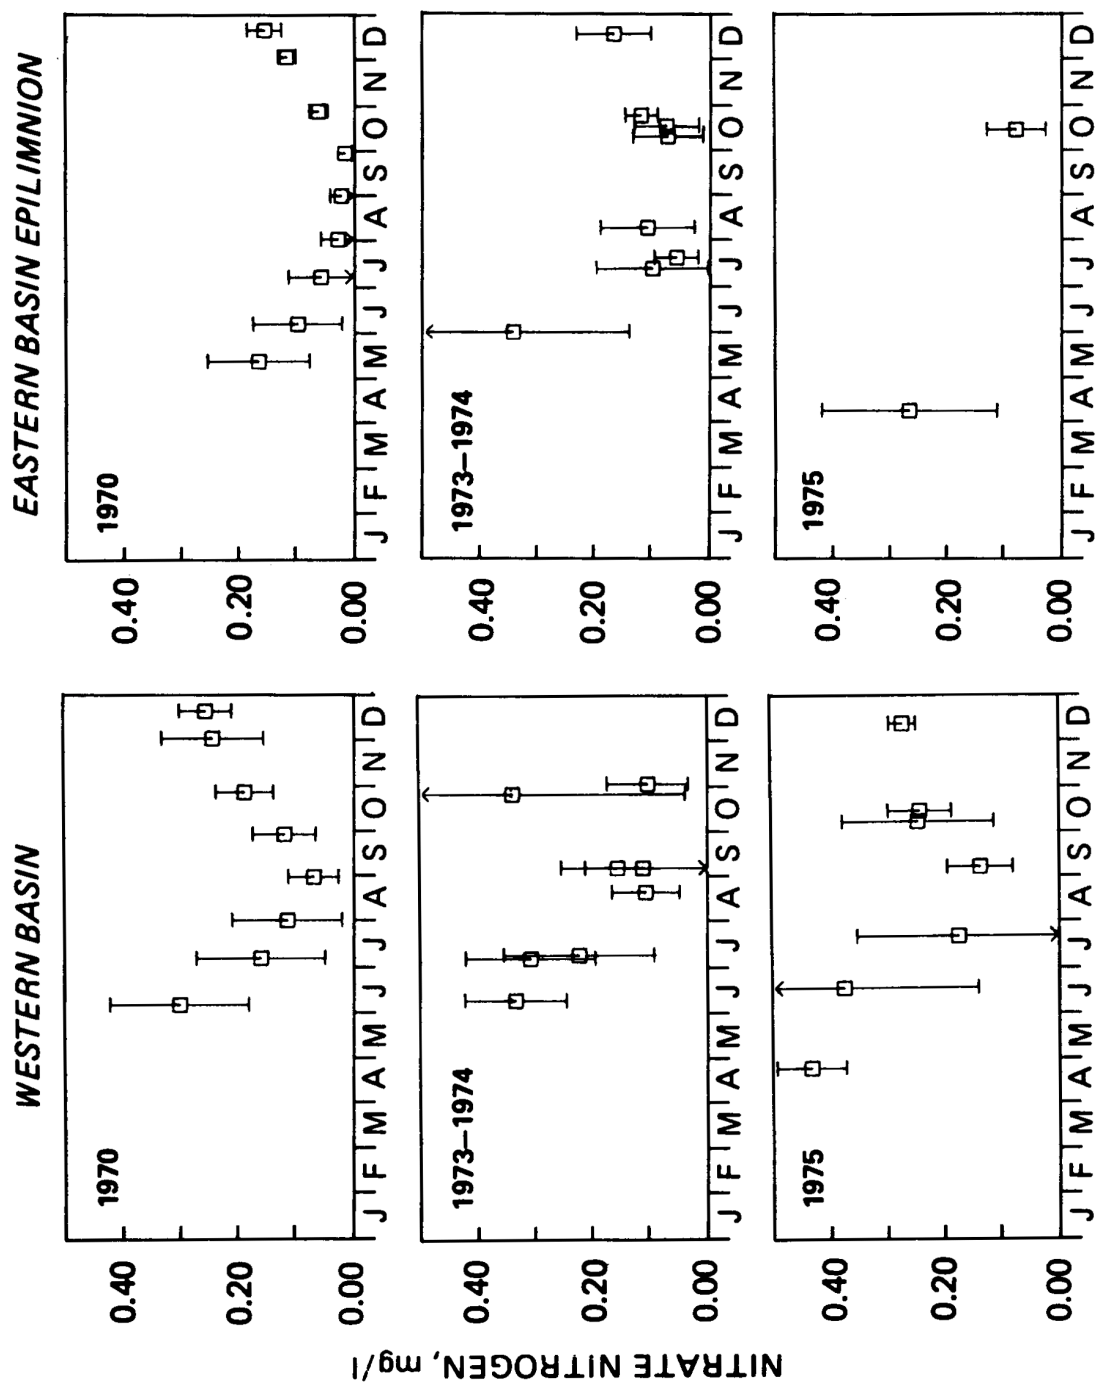 WESTERN BASIN
EASTERN BASIN EPILIMNION
NITRATE NITROGEN, mg/l
1970
0.40
0.20
0.00
J F M A M J J A S O N D
1970
0.40
0.20
0.00
J F M A M J J A S O N D
1973–1974
0.40
0.20
0.00
J F M A M J J A S O N D
1973–1974
0.40
0.20
0.00
J F M A M J J A S O N D
1975
0.40
0.20
0.00
J F M A M J J A S O N D
1975
0.40
0.20
0.00
J F M A M J J A S O N D